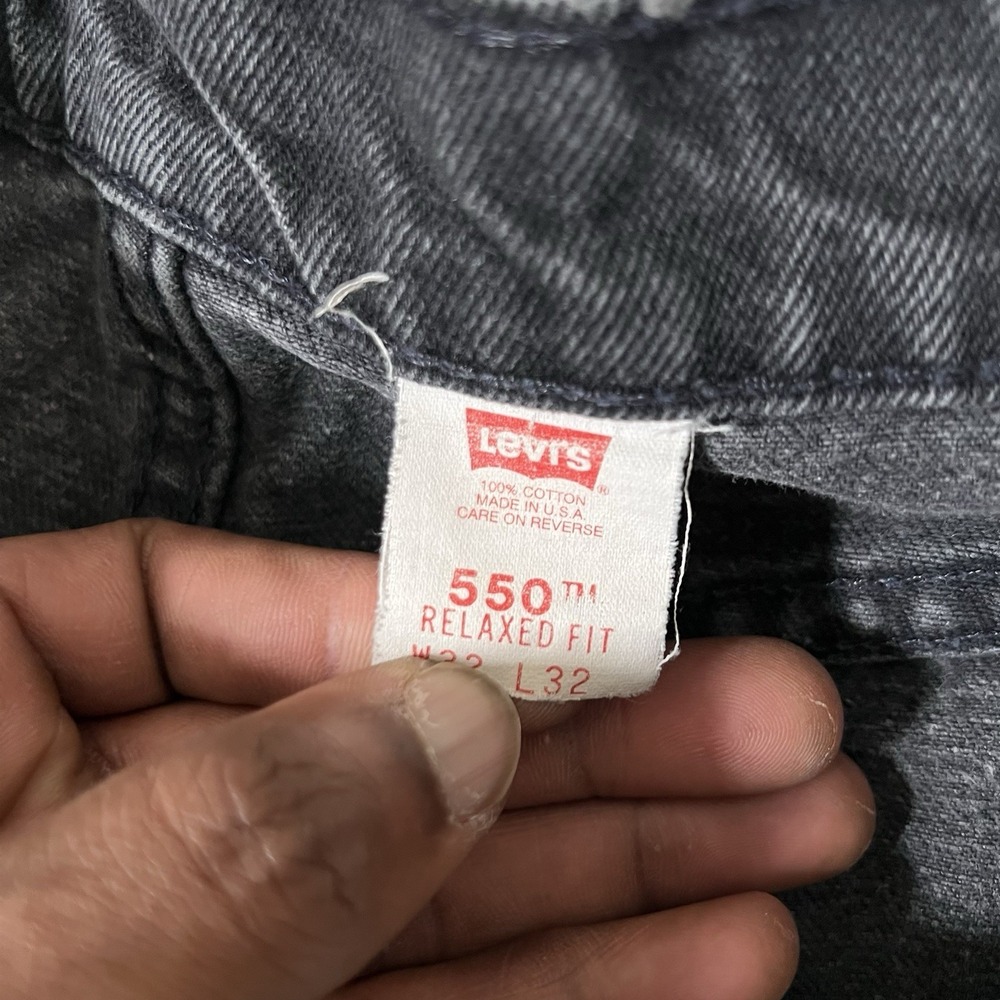 Levi's
®
100% COTTON
MADE IN U.S.A.
CARE ON REVERSE
550™
RELAXED FIT
L32